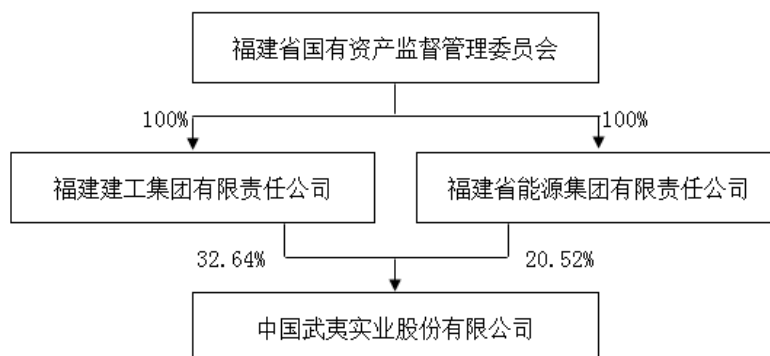 福建省国有资产监督管理委员会
100%
100%
福建建工集团有限责任公司
福建省能源集团有限责任公司
32.64%
20.52%
中国武夷实业股份有限公司